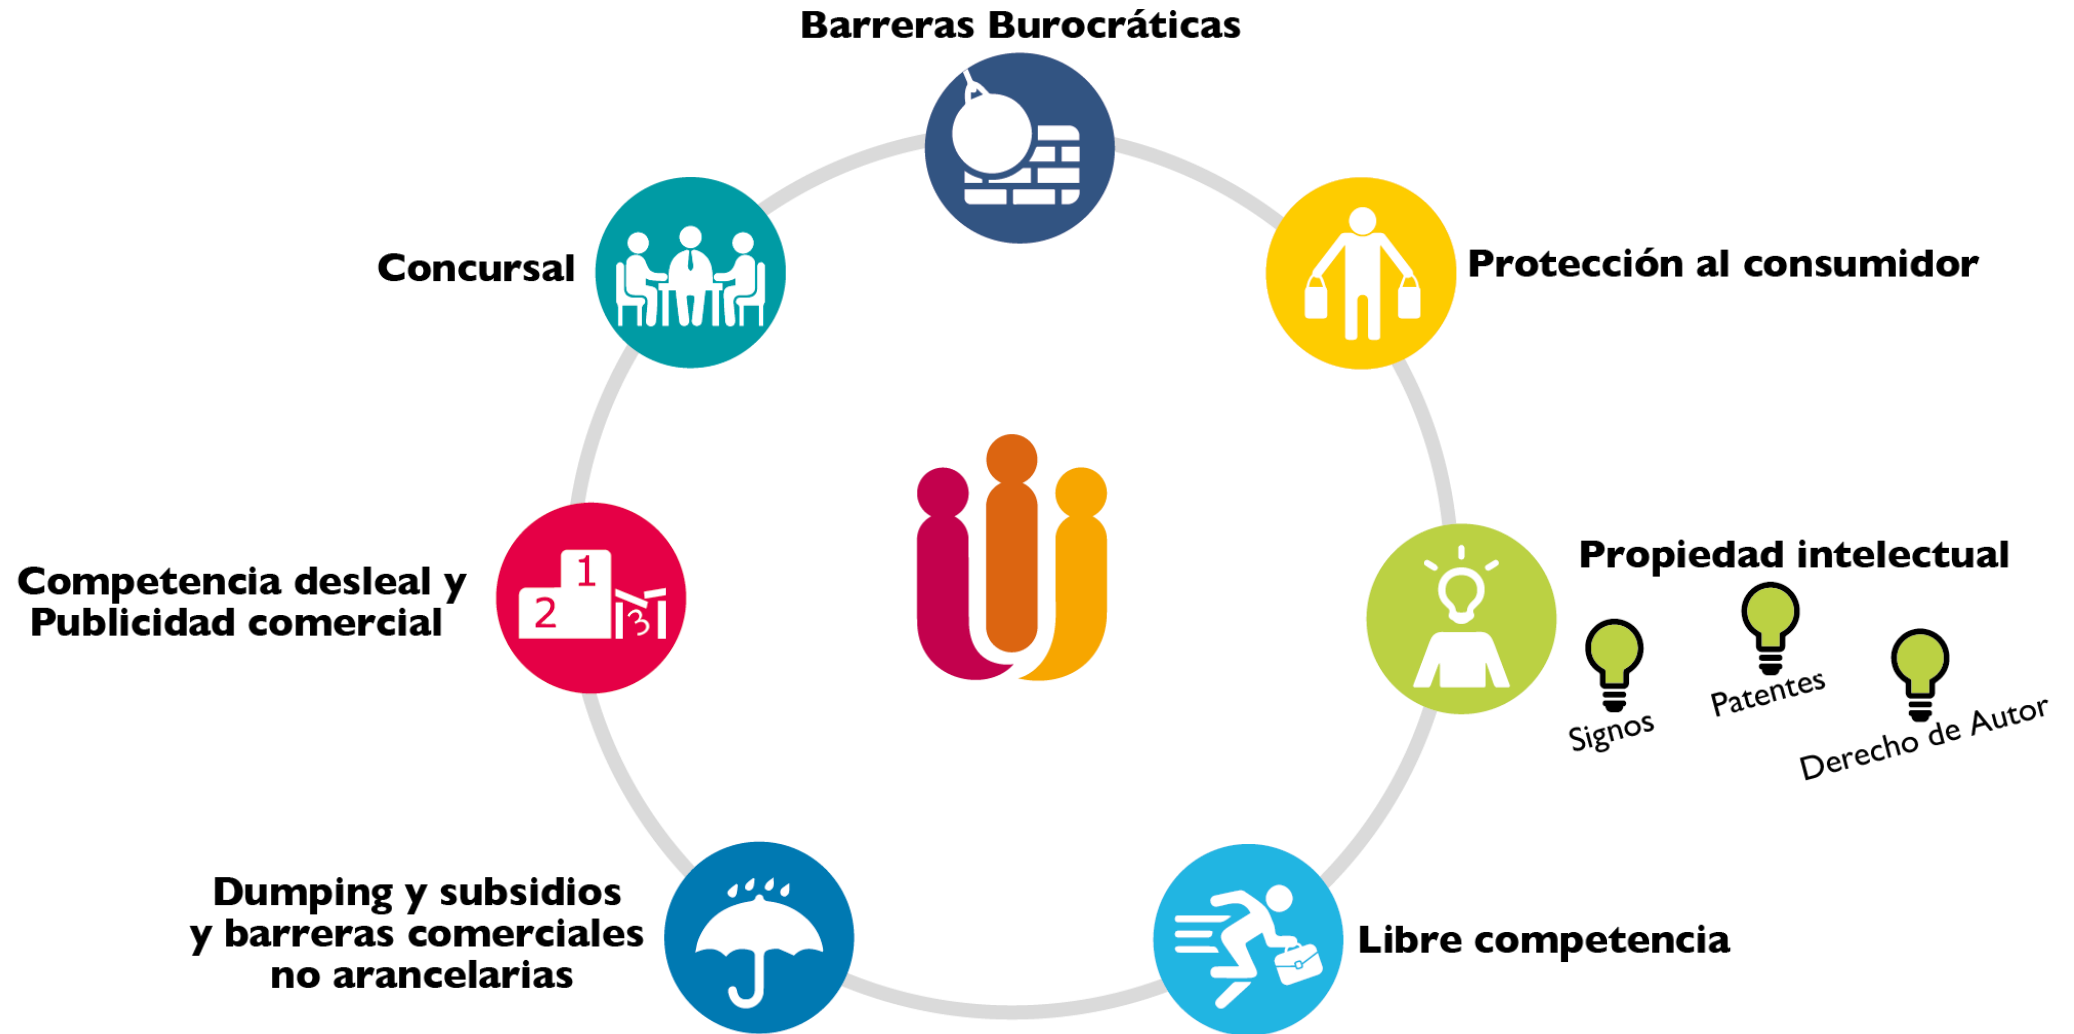 Barreras Burocráticas
Concursal
Protección al consumidor
Propiedad intelectual
Signos
Patentes
Derecho de Autor
Competencia desleal y
Publicidad comercial
1
2
3
Dumping y subsidios
y barreras comerciales
no arancelarias
Libre competencia